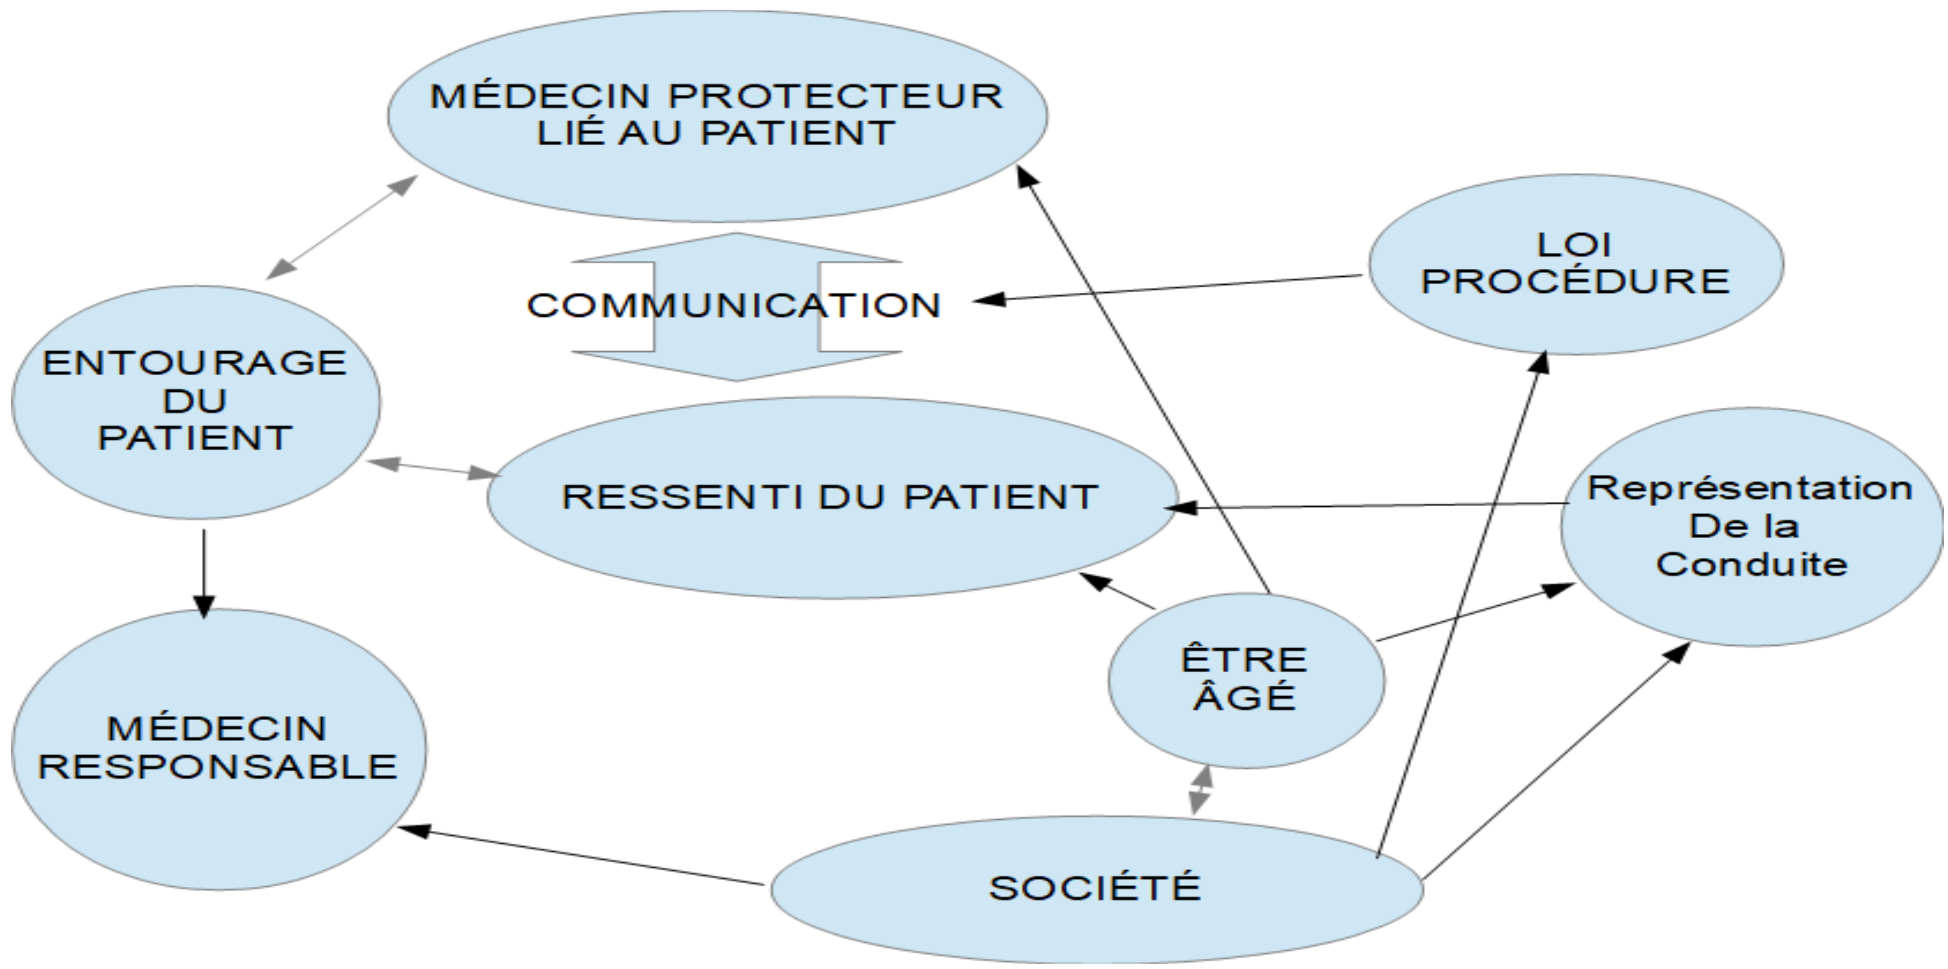 MÉDECIN PROTECTEUR
LIÉ AU PATIENT
LOI
PROCÉDURE
COMMUNICATION
ENTOURAGE
DU
PATIENT
RESSENTI DU PATIENT
Représentation
De la
Conduite
ÊTRE
ÂGÉ
MÉDECIN
RESPONSABLE
SOCIÉTÉ